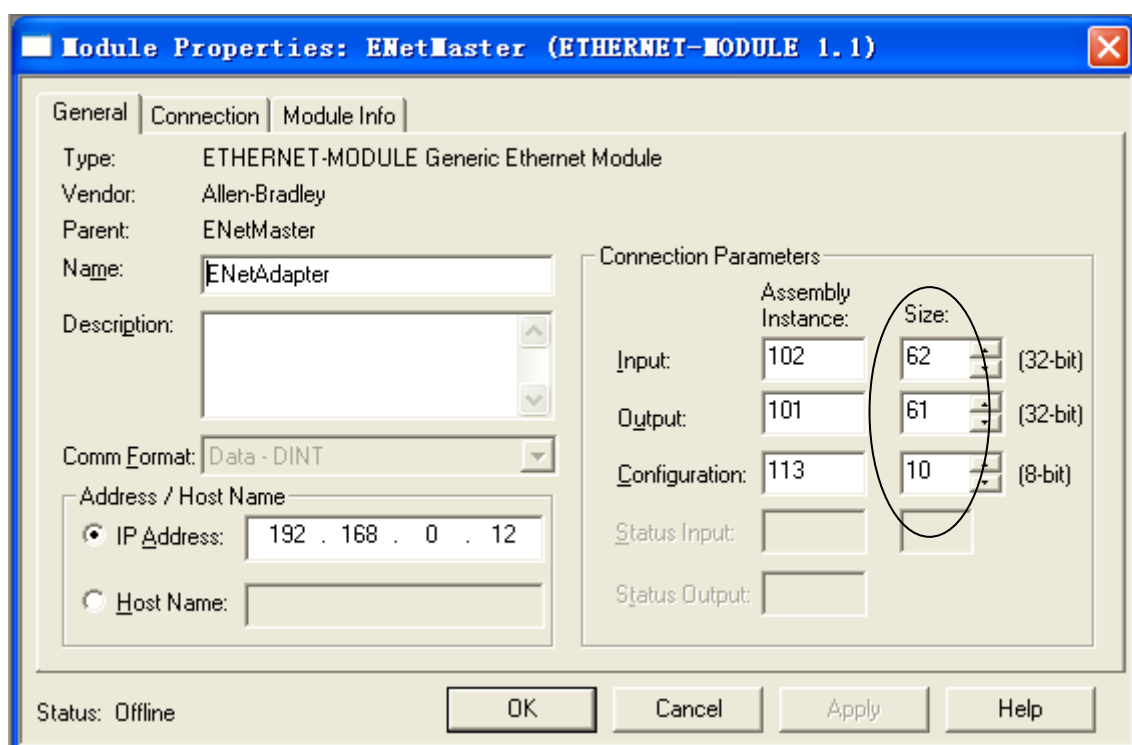 Module Properties: ENetMaster (ETHERNET-MODULE 1.1)
General Connection Module Info
Type: ETHERNET-MODULE Generic Ethernet Module
Vendor: Allen-Bradley
Parent: ENetMaster
Name: ENetAdapter
Description:
Comm Format: Data - DINT
Address / Host Name
IP Address: 192 . 168 . 0 . 12
Host Name:
Connection Parameters
Assembly
Instance: Size:
Input: 102 62 (32-bit)
Output: 101 61 (32-bit)
Configuration: 113 10 (8-bit)
Status Input:
Status Output:
Status: Offline
OK Cancel Apply Help